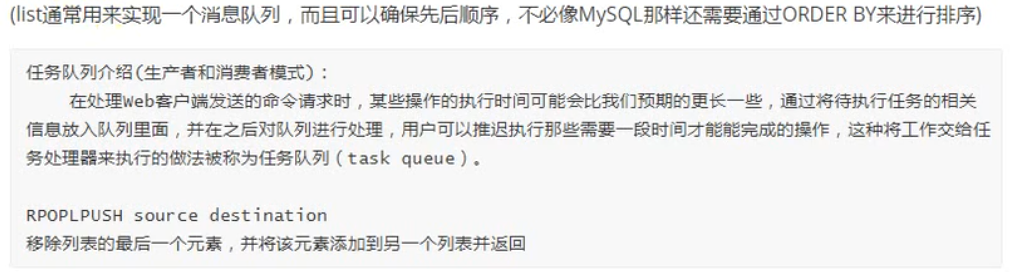 (list通常用来实现一个消息队列，而且可以确保先后顺序，不必像MySQL那样还需要通过ORDER BY来进行排序)
任务队列介绍(生产者和消费者模式)：
在处理Web客户端发送的命令请求时，某些操作的执行时间可能会比我们预期的更长一些，通过将待执行任务的相关
信息放入队列里面，并在之后对队列进行处理，用户可以推迟执行那些需要一段时间才能能完成的操作，这种将工作交给任
务处理器来执行的做法被称为任务队列（task queue）。
RPOPLPUSH source destination
移除列表的最后一个元素，并将该元素添加到另一个列表并返回